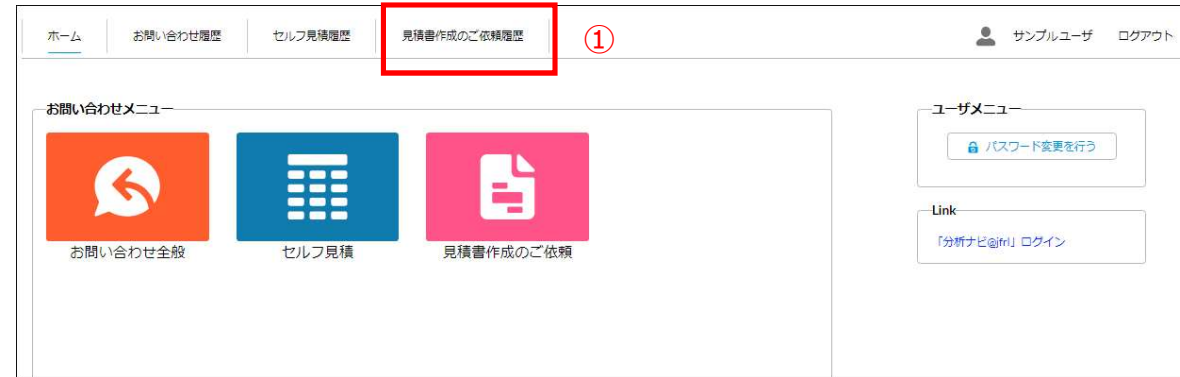 ホーム お問い合わせ履歴 セルフ見積履歴 見積書作成のご依頼履歴 ① サンプルユーザ ログアウト
お問い合わせメニュー
お問い合わせ全般 セルフ見積 見積書作成のご依頼
ユーザメニュー
パスワード変更を行う
Link
「分析ナビ@jfrl」ログイン